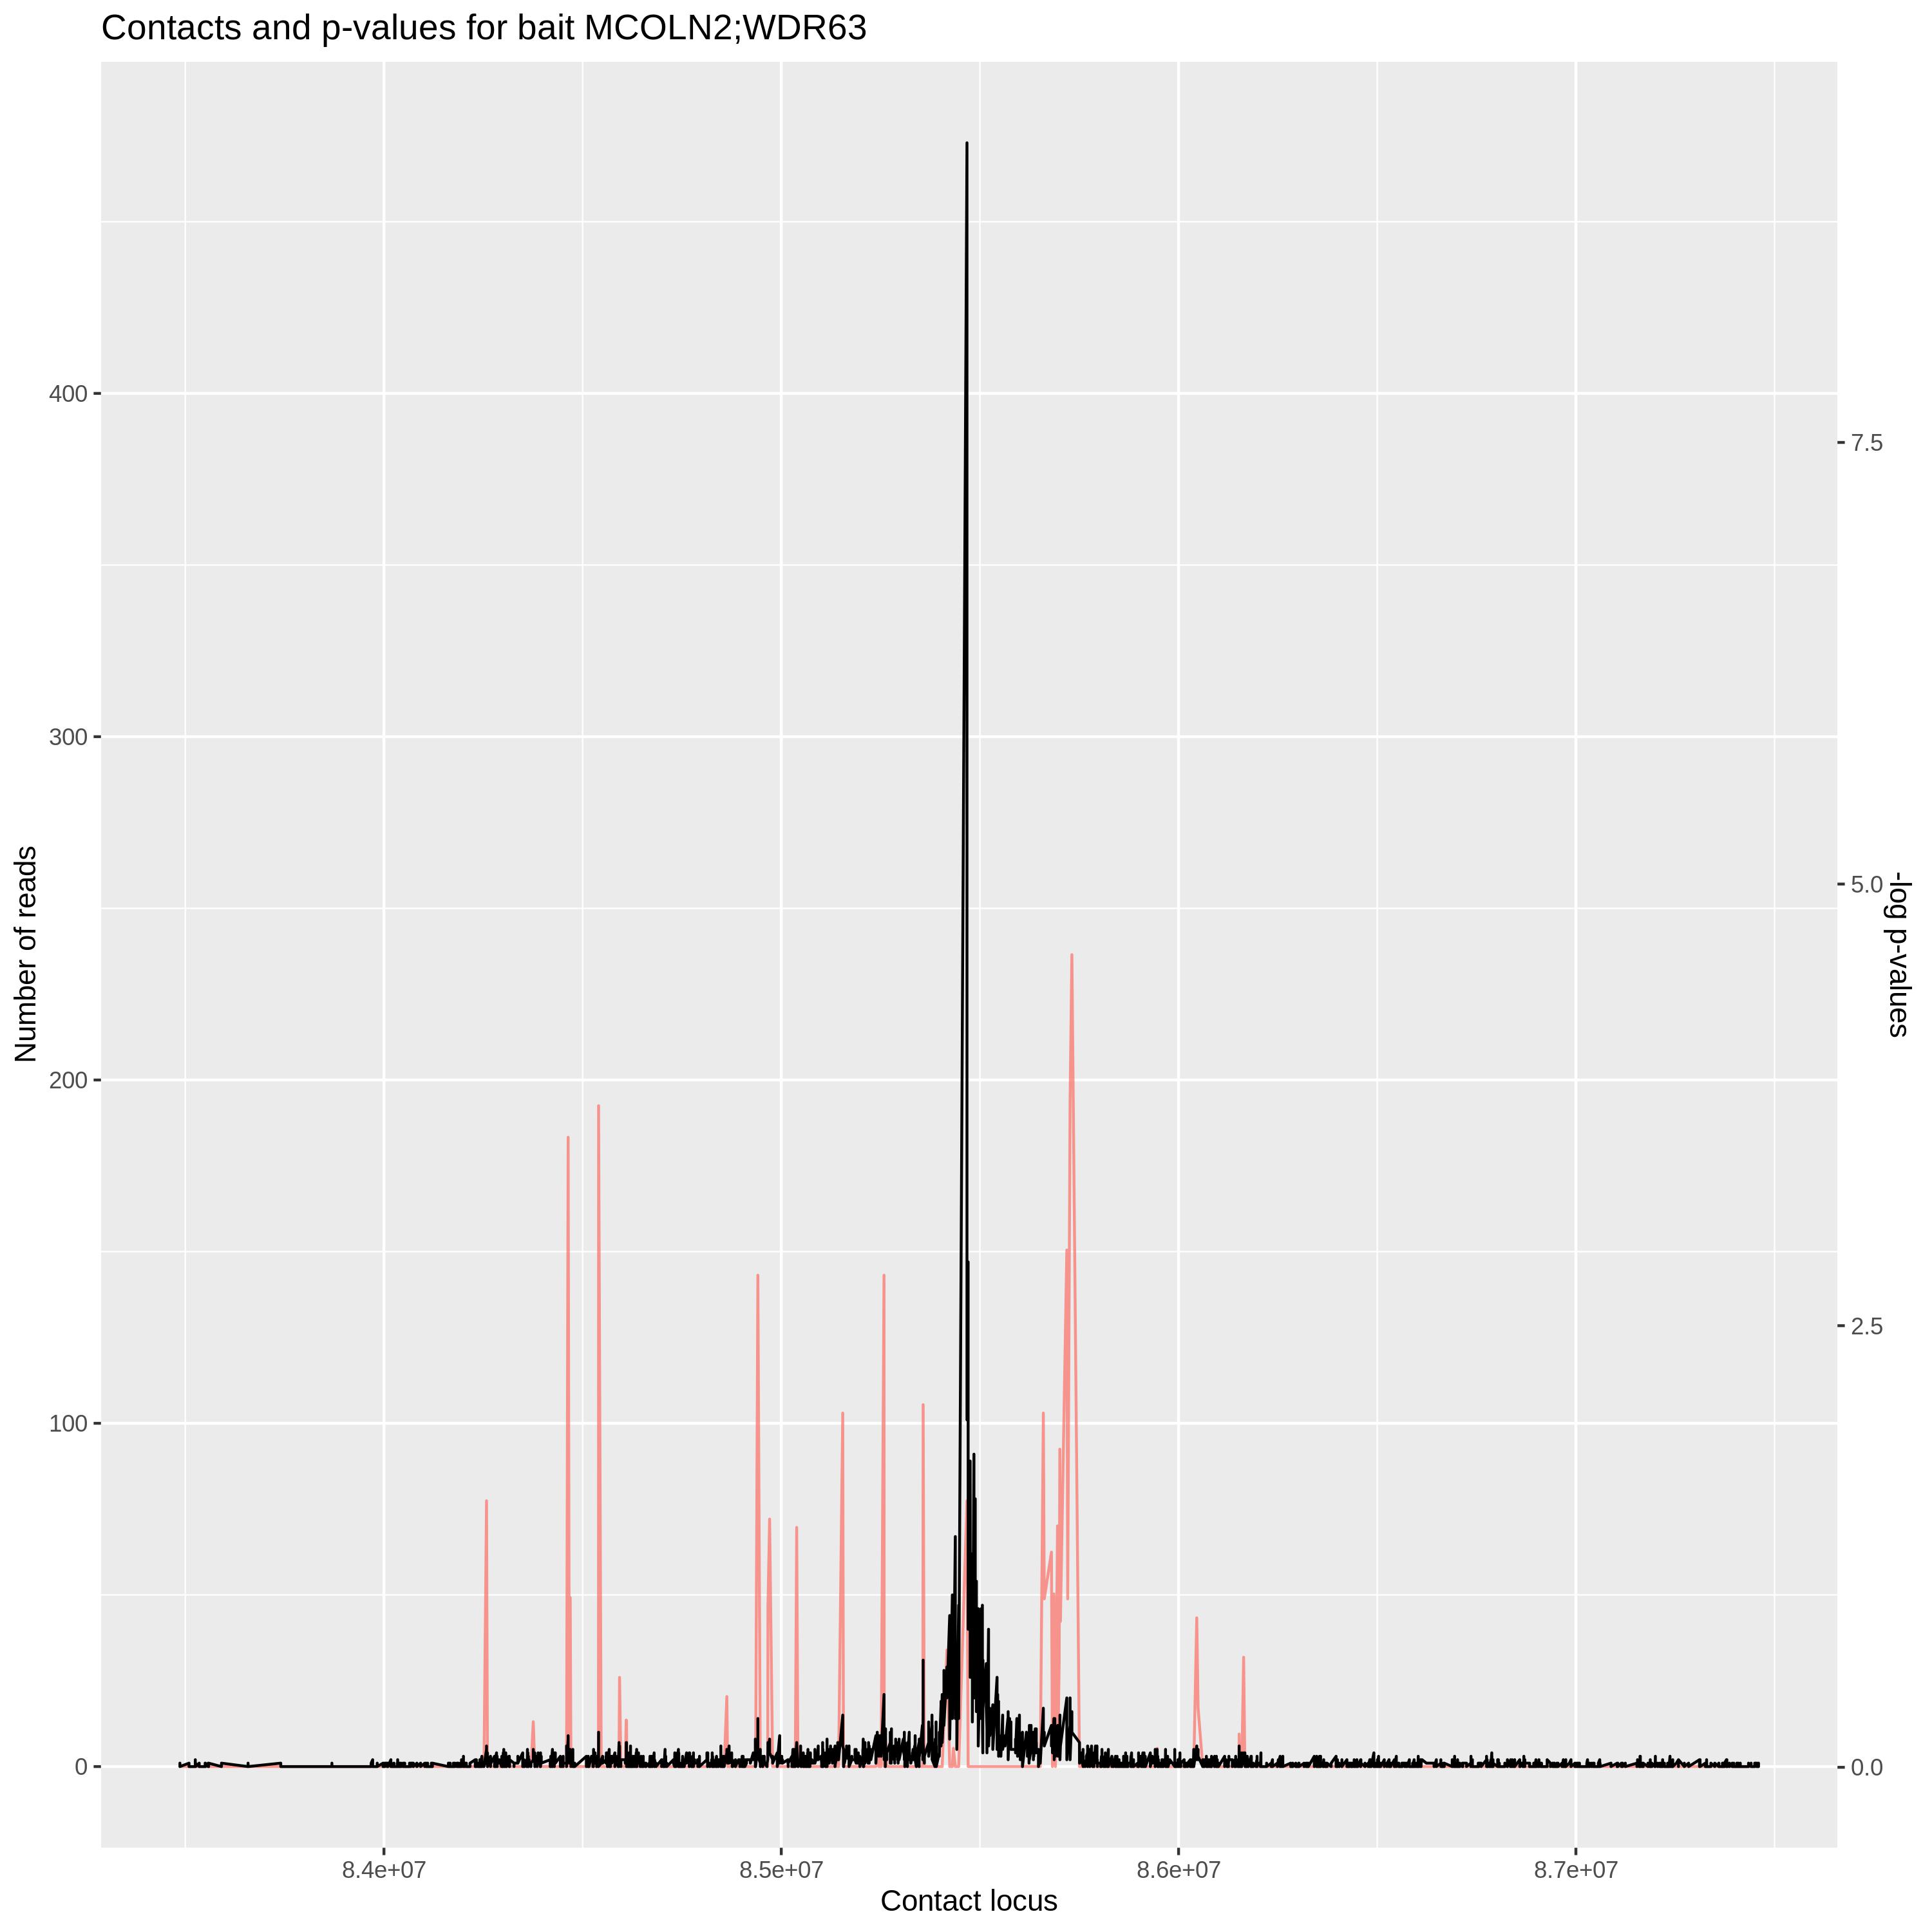 Contacts and p-values for bait MCOLN2;WDR63
Number of reads
400
300
200
100
0
7.5
5.0
2.5
0.0
-log p-values
8.4e+07
8.5e+07
8.6e+07
8.7e+07
Contact locus